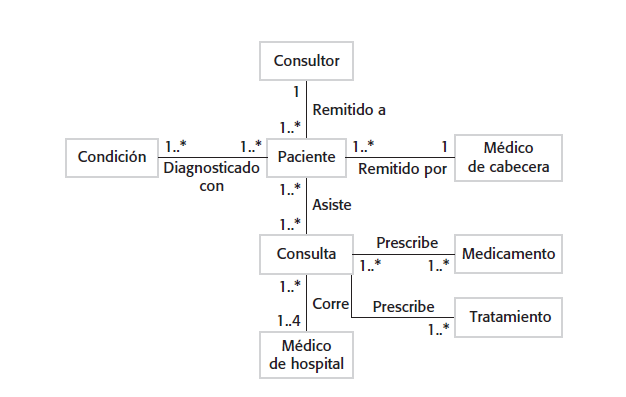 Consultor
1
Remitido a
1..*
Condición
1..*
1..*
Diagnosticado
con
Paciente
1..*
1
Remitido por
Médico
de cabecera
1..*
Asiste
1..*
Consulta
Prescribe
1..*
1..*
Medicamento
1..*
Corre
1..4
Prescribe
1..*
Tratamiento
Médico
de hospital